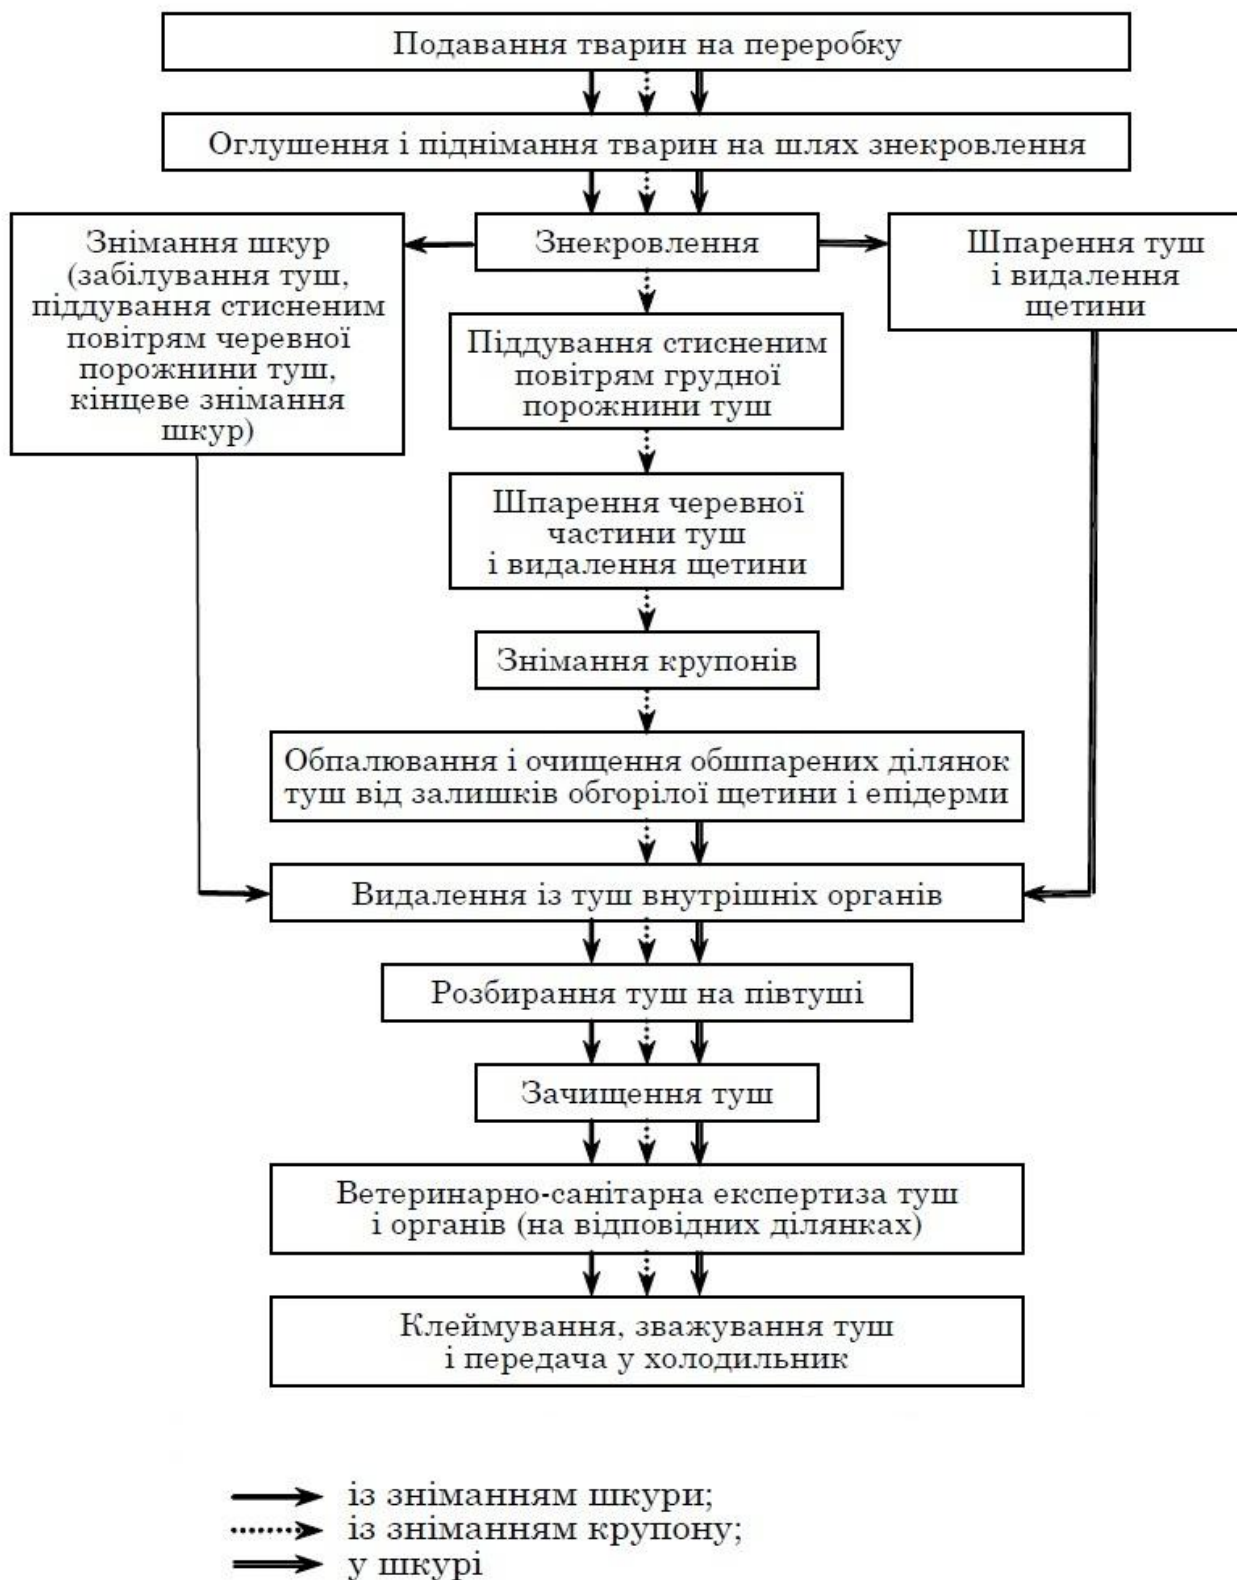 Подавання тварин на переробку
Оглушення і піднімання тварин на шлях знекровлення
Знімання шкур
(забілування туш,
піддування стисненим
повітрям черевної
порожнини туш,
кінцеве знімання
шкур)
Знекровлення
Шпарення туш
і видалення
щетини
Піддування стисненим
повітрям грудної
порожнини туш
Шпарення черевної
частини туш
і видалення щетини
Знімання крупонів
Обпалювання і очищення обшпарених ділянок
туш від залишків обгорілої щетини і епідерми
Видалення із туш внутрішніх органів
Розбирання туш на півтуші
Зачищення туш
Ветеринарно-санітарна експертиза туш
і органів (на відповідних ділянках)
Клеймування, зважування туш
і передача у холодильник
із зніманням шкури;
із зніманням крупону;
у шкурі